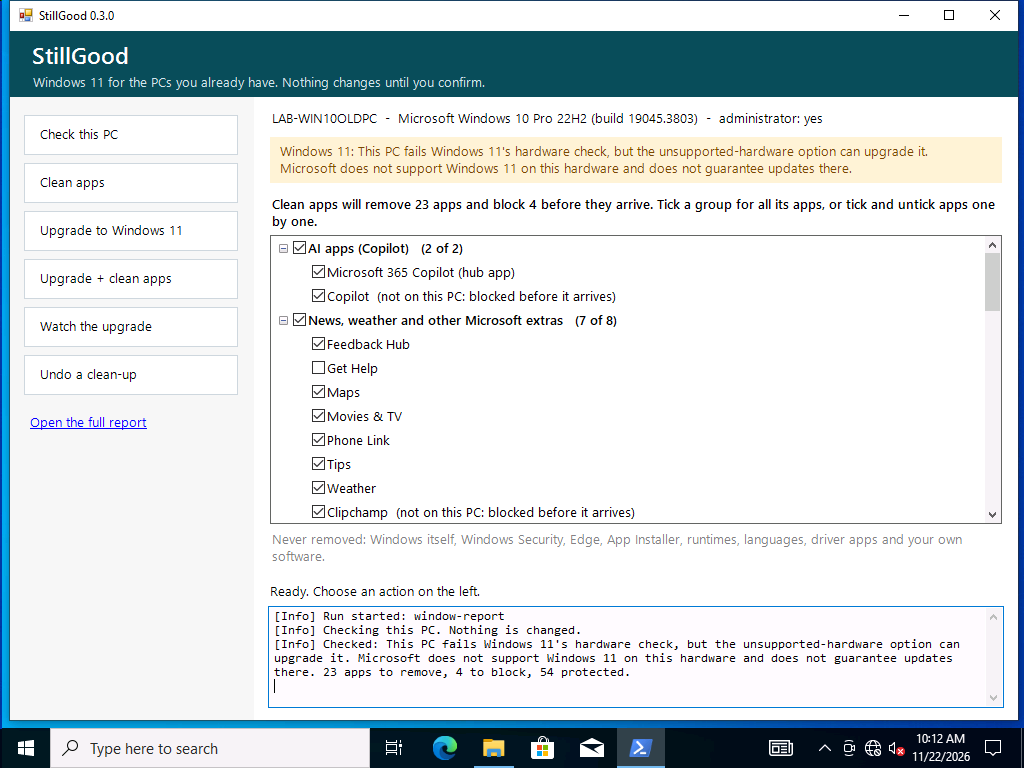 StillGood 0.3.0
StillGood
Windows 11 for the PCs you already have. Nothing changes until you confirm.
Check this PC
Clean apps
Upgrade to Windows 11
Upgrade + clean apps
Watch the upgrade
Undo a clean-up
Open the full report
LAB-WIN10OLDPC - Microsoft Windows 10 Pro 22H2 (build 19045.3803) - administrator: yes
Windows 11: This PC fails Windows 11's hardware check, but the unsupported-hardware option can upgrade it.
Microsoft does not support Windows 11 on this hardware and does not guarantee updates there.
Clean apps will remove 23 apps and block 4 before they arrive. Tick a group for all its apps, or tick and untick apps one
by one.
AI apps (Copilot) (2 of 2)
Microsoft 365 Copilot (hub app)
Copilot (not on this PC: blocked before it arrives)
News, weather and other Microsoft extras (7 of 8)
Feedback Hub
Get Help
Maps
Movies & TV
Phone Link
Tips
Weather
Clipchamp (not on this PC: blocked before it arrives)
Never removed: Windows itself, Windows Security, Edge, App Installer, runtimes, languages, driver apps and your own
software.
Ready. Choose an action on the left.
[Info] Run started: window-report
[Info] Checking this PC. Nothing is changed.
[Info] Checked: This PC fails Windows 11's hardware check, but the unsupported-hardware option can
upgrade it. Microsoft does not support Windows 11 on this hardware and does not guarantee updates
there. 23 apps to remove, 4 to block, 54 protected.
Type here to search
10:12 AM
11/22/2026